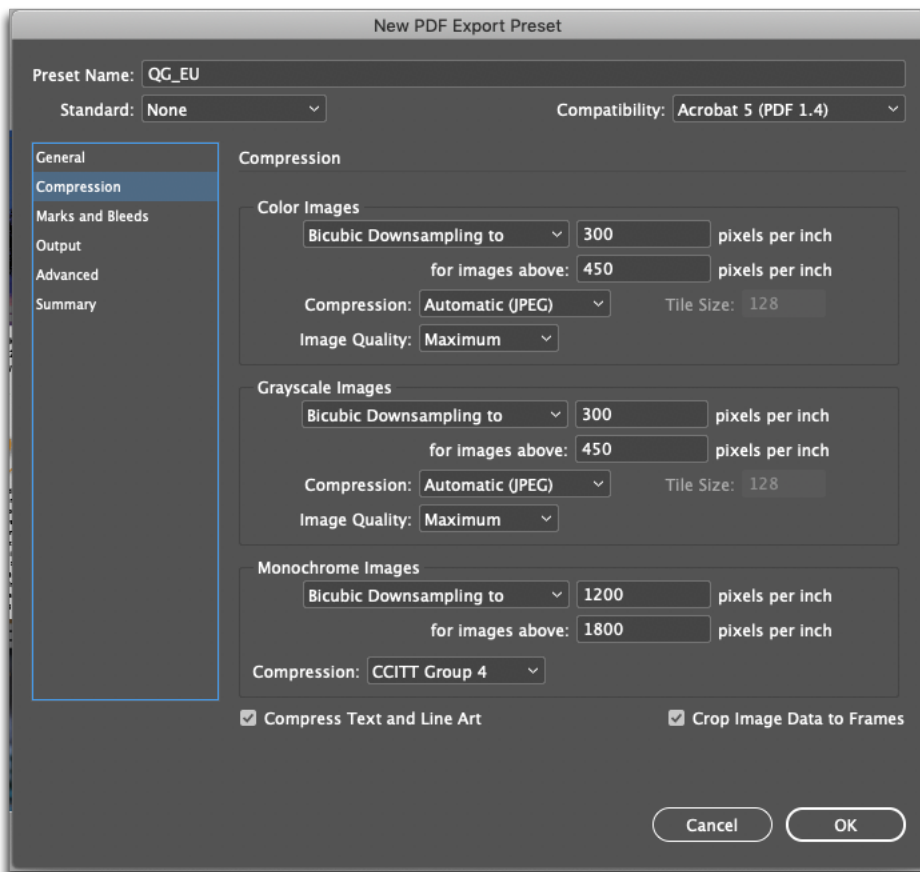 New PDF Export Preset
Preset Name: QG_EU
Standard: None Compatibility: Acrobat 5 (PDF 1.4)
General
Compression
Marks and Bleeds
Output
Advanced
Summary
Compression
Color Images
Bicubic Downsampling to 300 pixels per inch
for images above: 450 pixels per inch
Compression: Automatic (JPEG) Tile Size: 128
Image Quality: Maximum
Grayscale Images
Bicubic Downsampling to 300 pixels per inch
for images above: 450 pixels per inch
Compression: Automatic (JPEG) Tile Size: 128
Image Quality: Maximum
Monochrome Images
Bicubic Downsampling to 1200 pixels per inch
for images above: 1800 pixels per inch
Compression: CCITT Group 4
Compress Text and Line Art Crop Image Data to Frames
Cancel OK